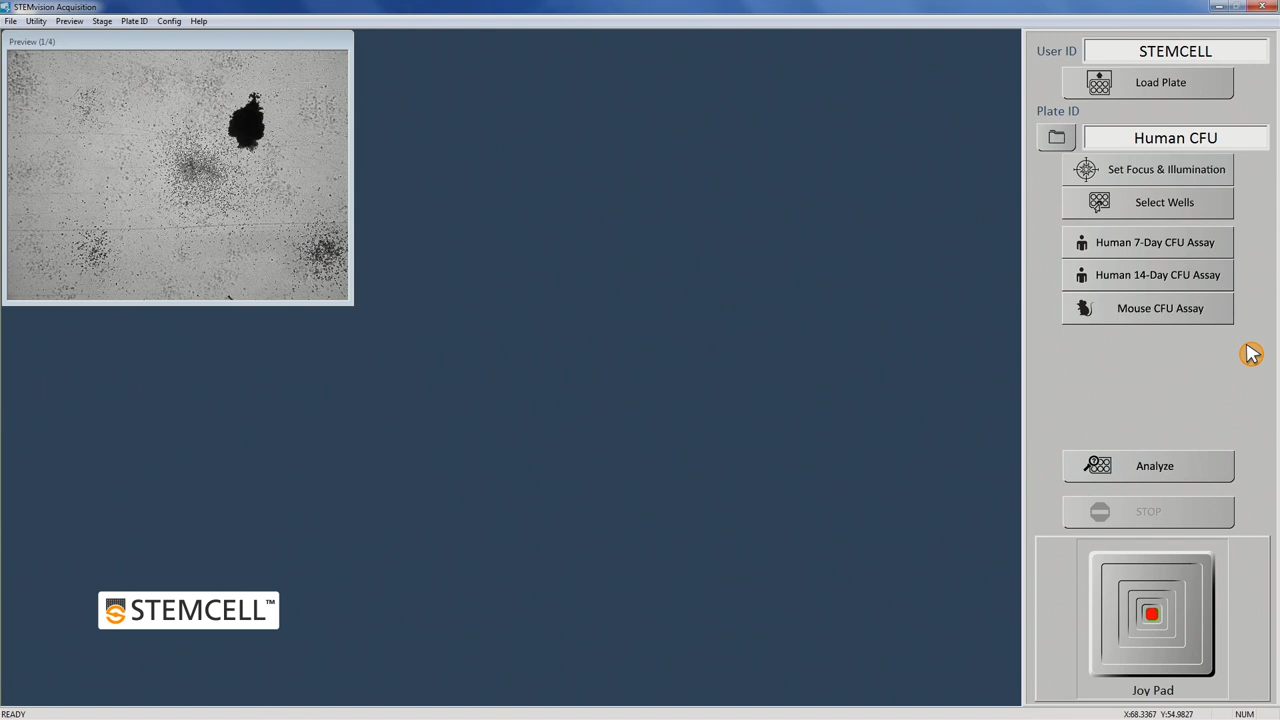 STEMvision Acquisition
File Utility Preview Stage Plate ID Config Help
Preview (1/4)
User ID STEMCELL
Load Plate
Plate ID
Human CFU
Set Focus & Illumination
Select Wells
Human 7-Day CFU Assay
Human 14-Day CFU Assay
Mouse CFU Assay
Analyze
STOP
STEMCELL™
Joy Pad
READY X:68.3367 Y:54.9827 NUM